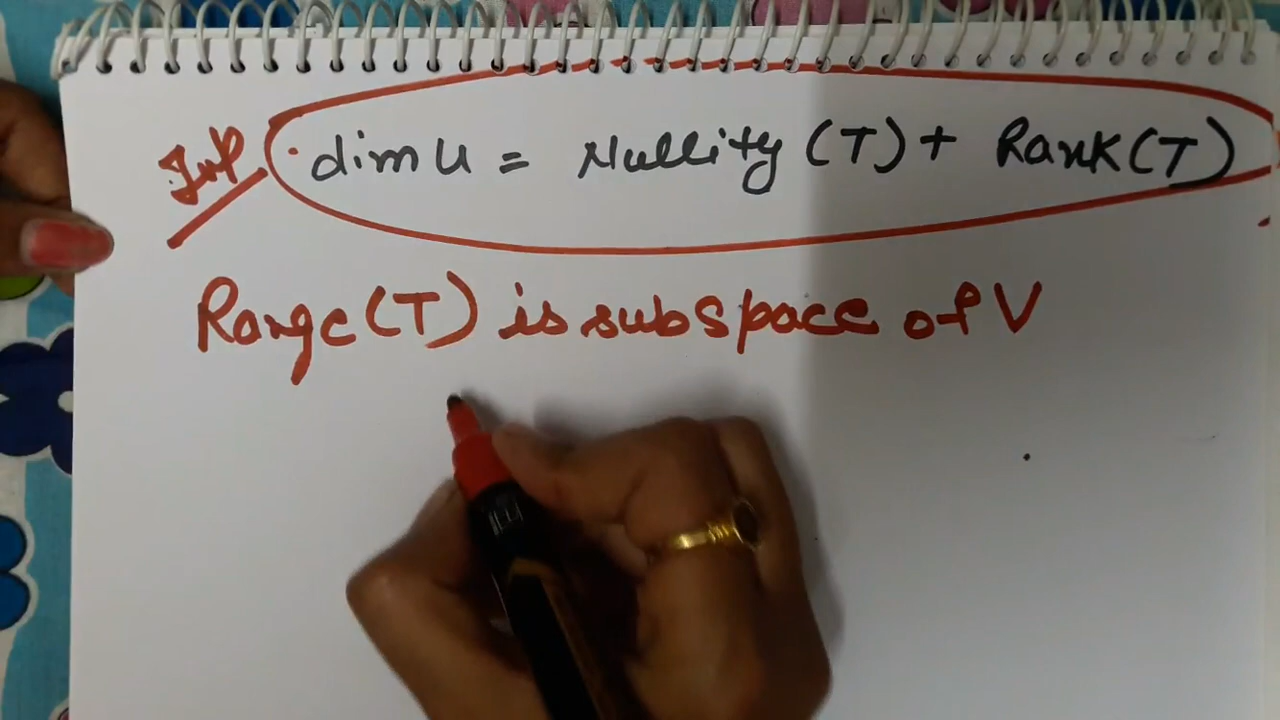 Imp dim U = Nullity (T) + Rank (T)
Range (T) is subspace of V